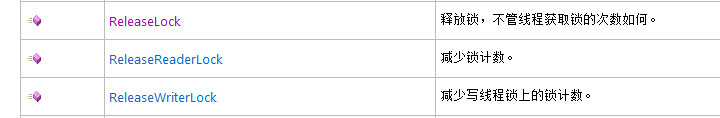 ReleaseLock 释放锁，不管线程获取锁的次数如何。
ReleaseReaderLock 减少锁计数。
ReleaseWriterLock 减少写线程锁上的锁计数。